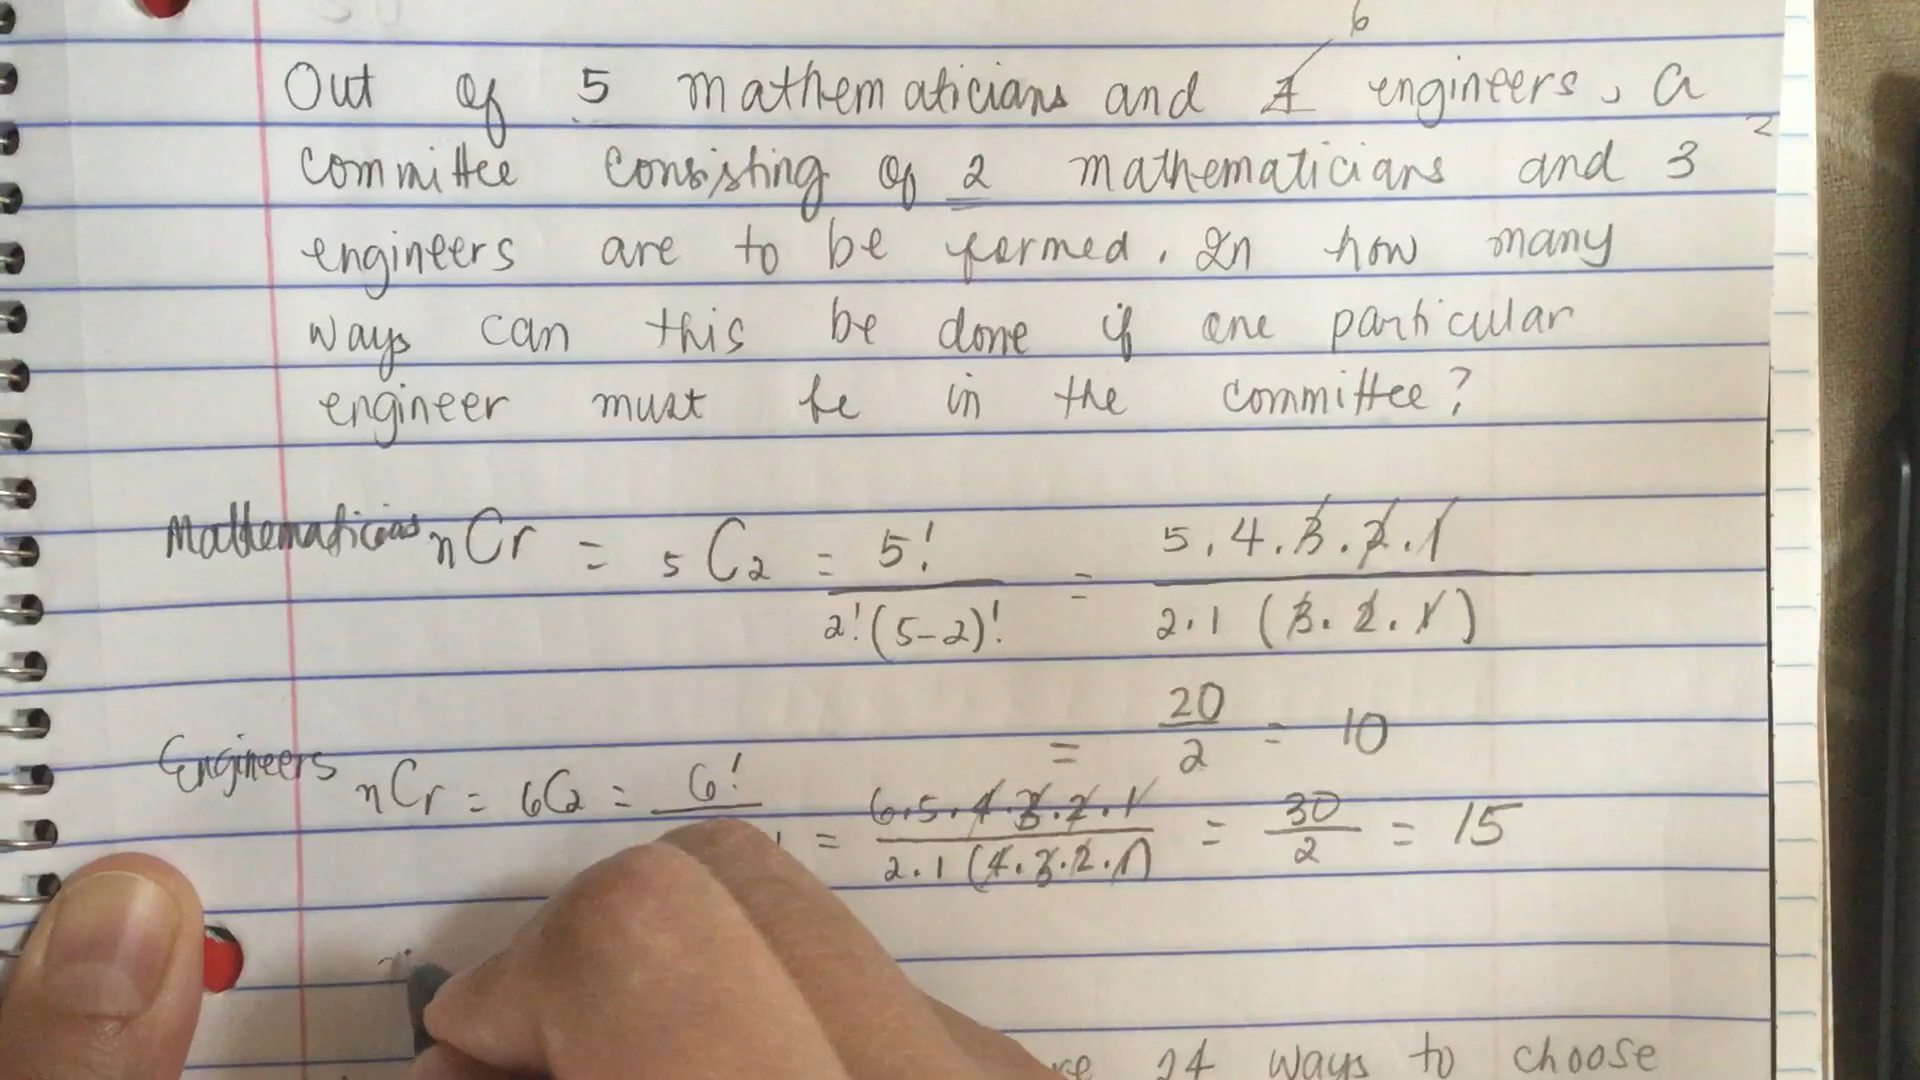 6
Out of 5 mathematicians and 7 engineers, a
2
committee consisting of 2 mathematicians and 3
engineers are to be formed. In how many
ways can this be done if one particular
engineer must be in the committee?
Mathematicians nCr = 5C2 = 5! / 2!(5-2)! = 5.4.3.2.1 / 2.1 (3.2.1)
= 20/2 = 10
Engineers nCr = 6C2 = 6! / ! = 6.5.4.3.2.1 / 2.1 (4.3.2.1) = 30/2 = 15
24 ways to choose